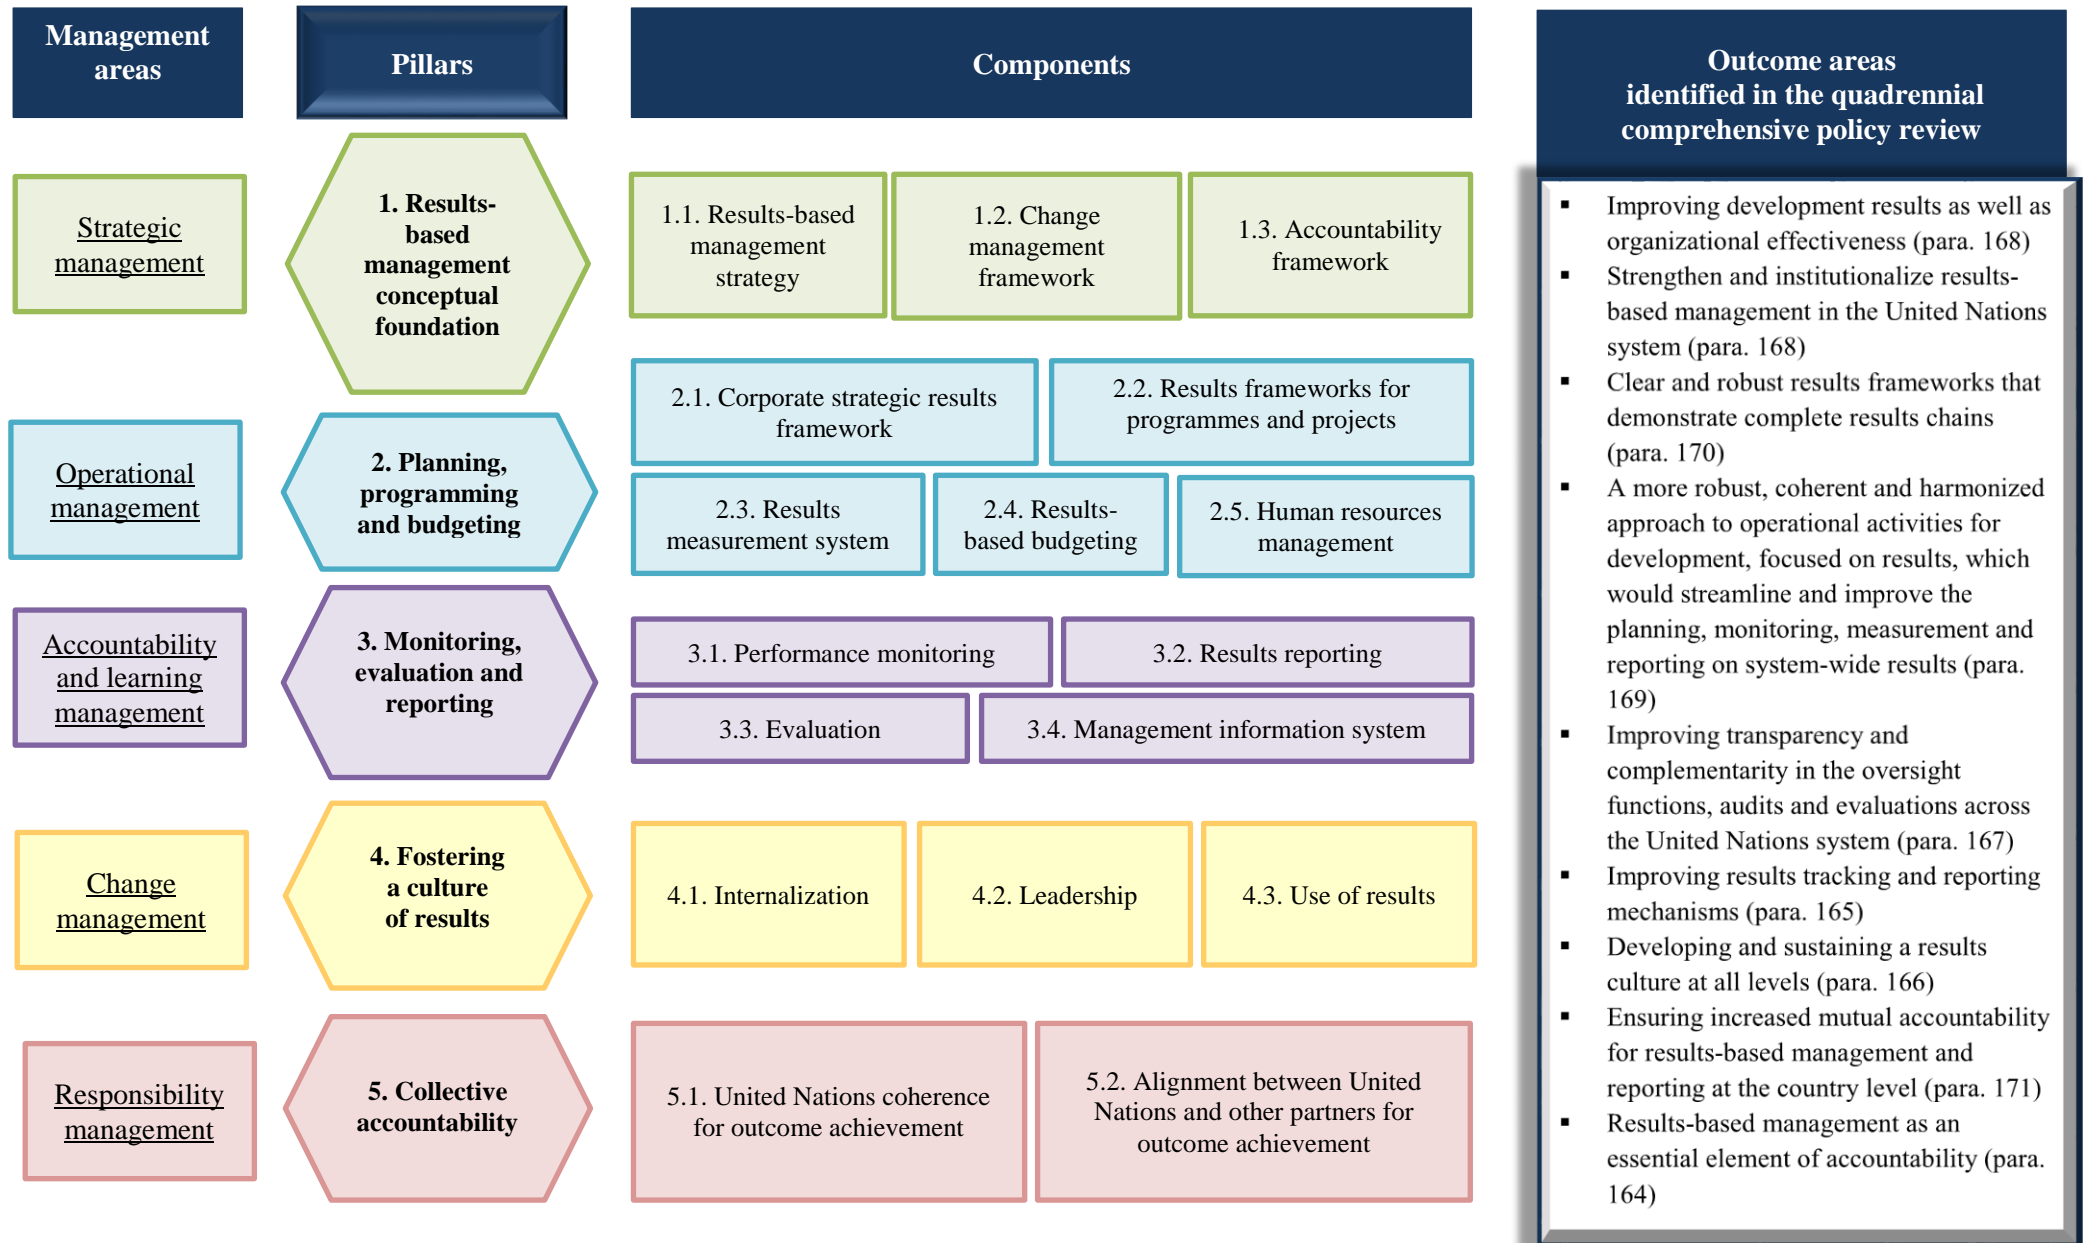 Management
areas
Pillars
Components
Outcome areas
identified in the quadrennial
comprehensive policy review
Strategic
management
1. Results-
based
management
conceptual
foundation
1.1. Results-based
management
strategy
1.2. Change
management
framework
1.3. Accountability
framework
Operational
management
2. Planning,
programming
and budgeting
2.1. Corporate strategic results
framework
2.2. Results frameworks for
programmes and projects
2.3. Results
measurement system
2.4. Results-
based budgeting
2.5. Human resources
management
Accountability
and learning
management
3. Monitoring,
evaluation and
reporting
3.1. Performance monitoring
3.2. Results reporting
3.3. Evaluation
3.4. Management information system
Change
management
4. Fostering
a culture
of results
4.1. Internalization
4.2. Leadership
4.3. Use of results
Responsibility
management
5. Collective
accountability
5.1. United Nations coherence
for outcome achievement
5.2. Alignment between United
Nations and other partners for
outcome achievement
▪ Improving development results as well as
organizational effectiveness (para. 168)
▪ Strengthen and institutionalize results-
based management in the United Nations
system (para. 168)
▪ Clear and robust results frameworks that
demonstrate complete results chains
(para. 170)
▪ A more robust, coherent and harmonized
approach to operational activities for
development, focused on results, which
would streamline and improve the
planning, monitoring, measurement and
reporting on system-wide results (para.
169)
▪ Improving transparency and
complementarity in the oversight
functions, audits and evaluations across
the United Nations system (para. 167)
▪ Improving results tracking and reporting
mechanisms (para. 165)
▪ Developing and sustaining a results
culture at all levels (para. 166)
▪ Ensuring increased mutual accountability
for results-based management and
reporting at the country level (para. 171)
▪ Results-based management as an
essential element of accountability (para.
164)